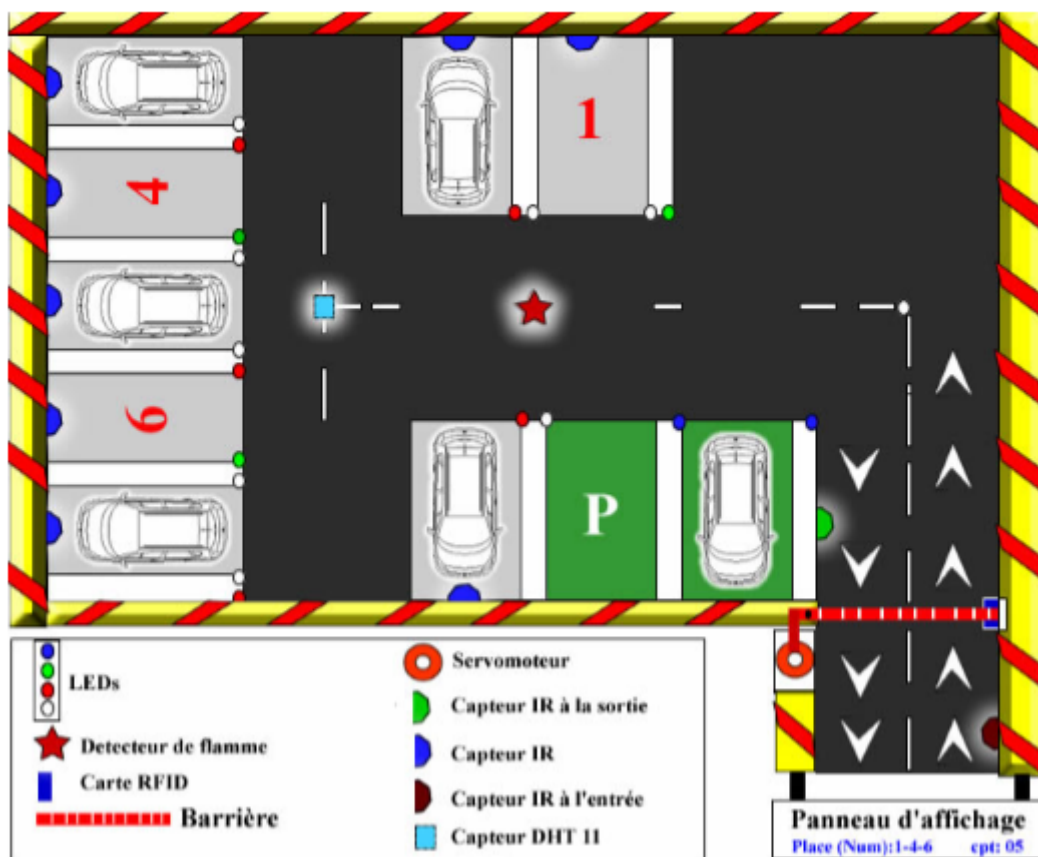 1
4
6
P
LEDs
Detecteur de flamme
Carte RFID
Barrière
Servomoteur
Capteur IR à la sortie
Capteur IR
Capteur IR à l'entrée
Capteur DHT 11
Panneau d'affichage
Place (Num):1-4-6 cpt: 05